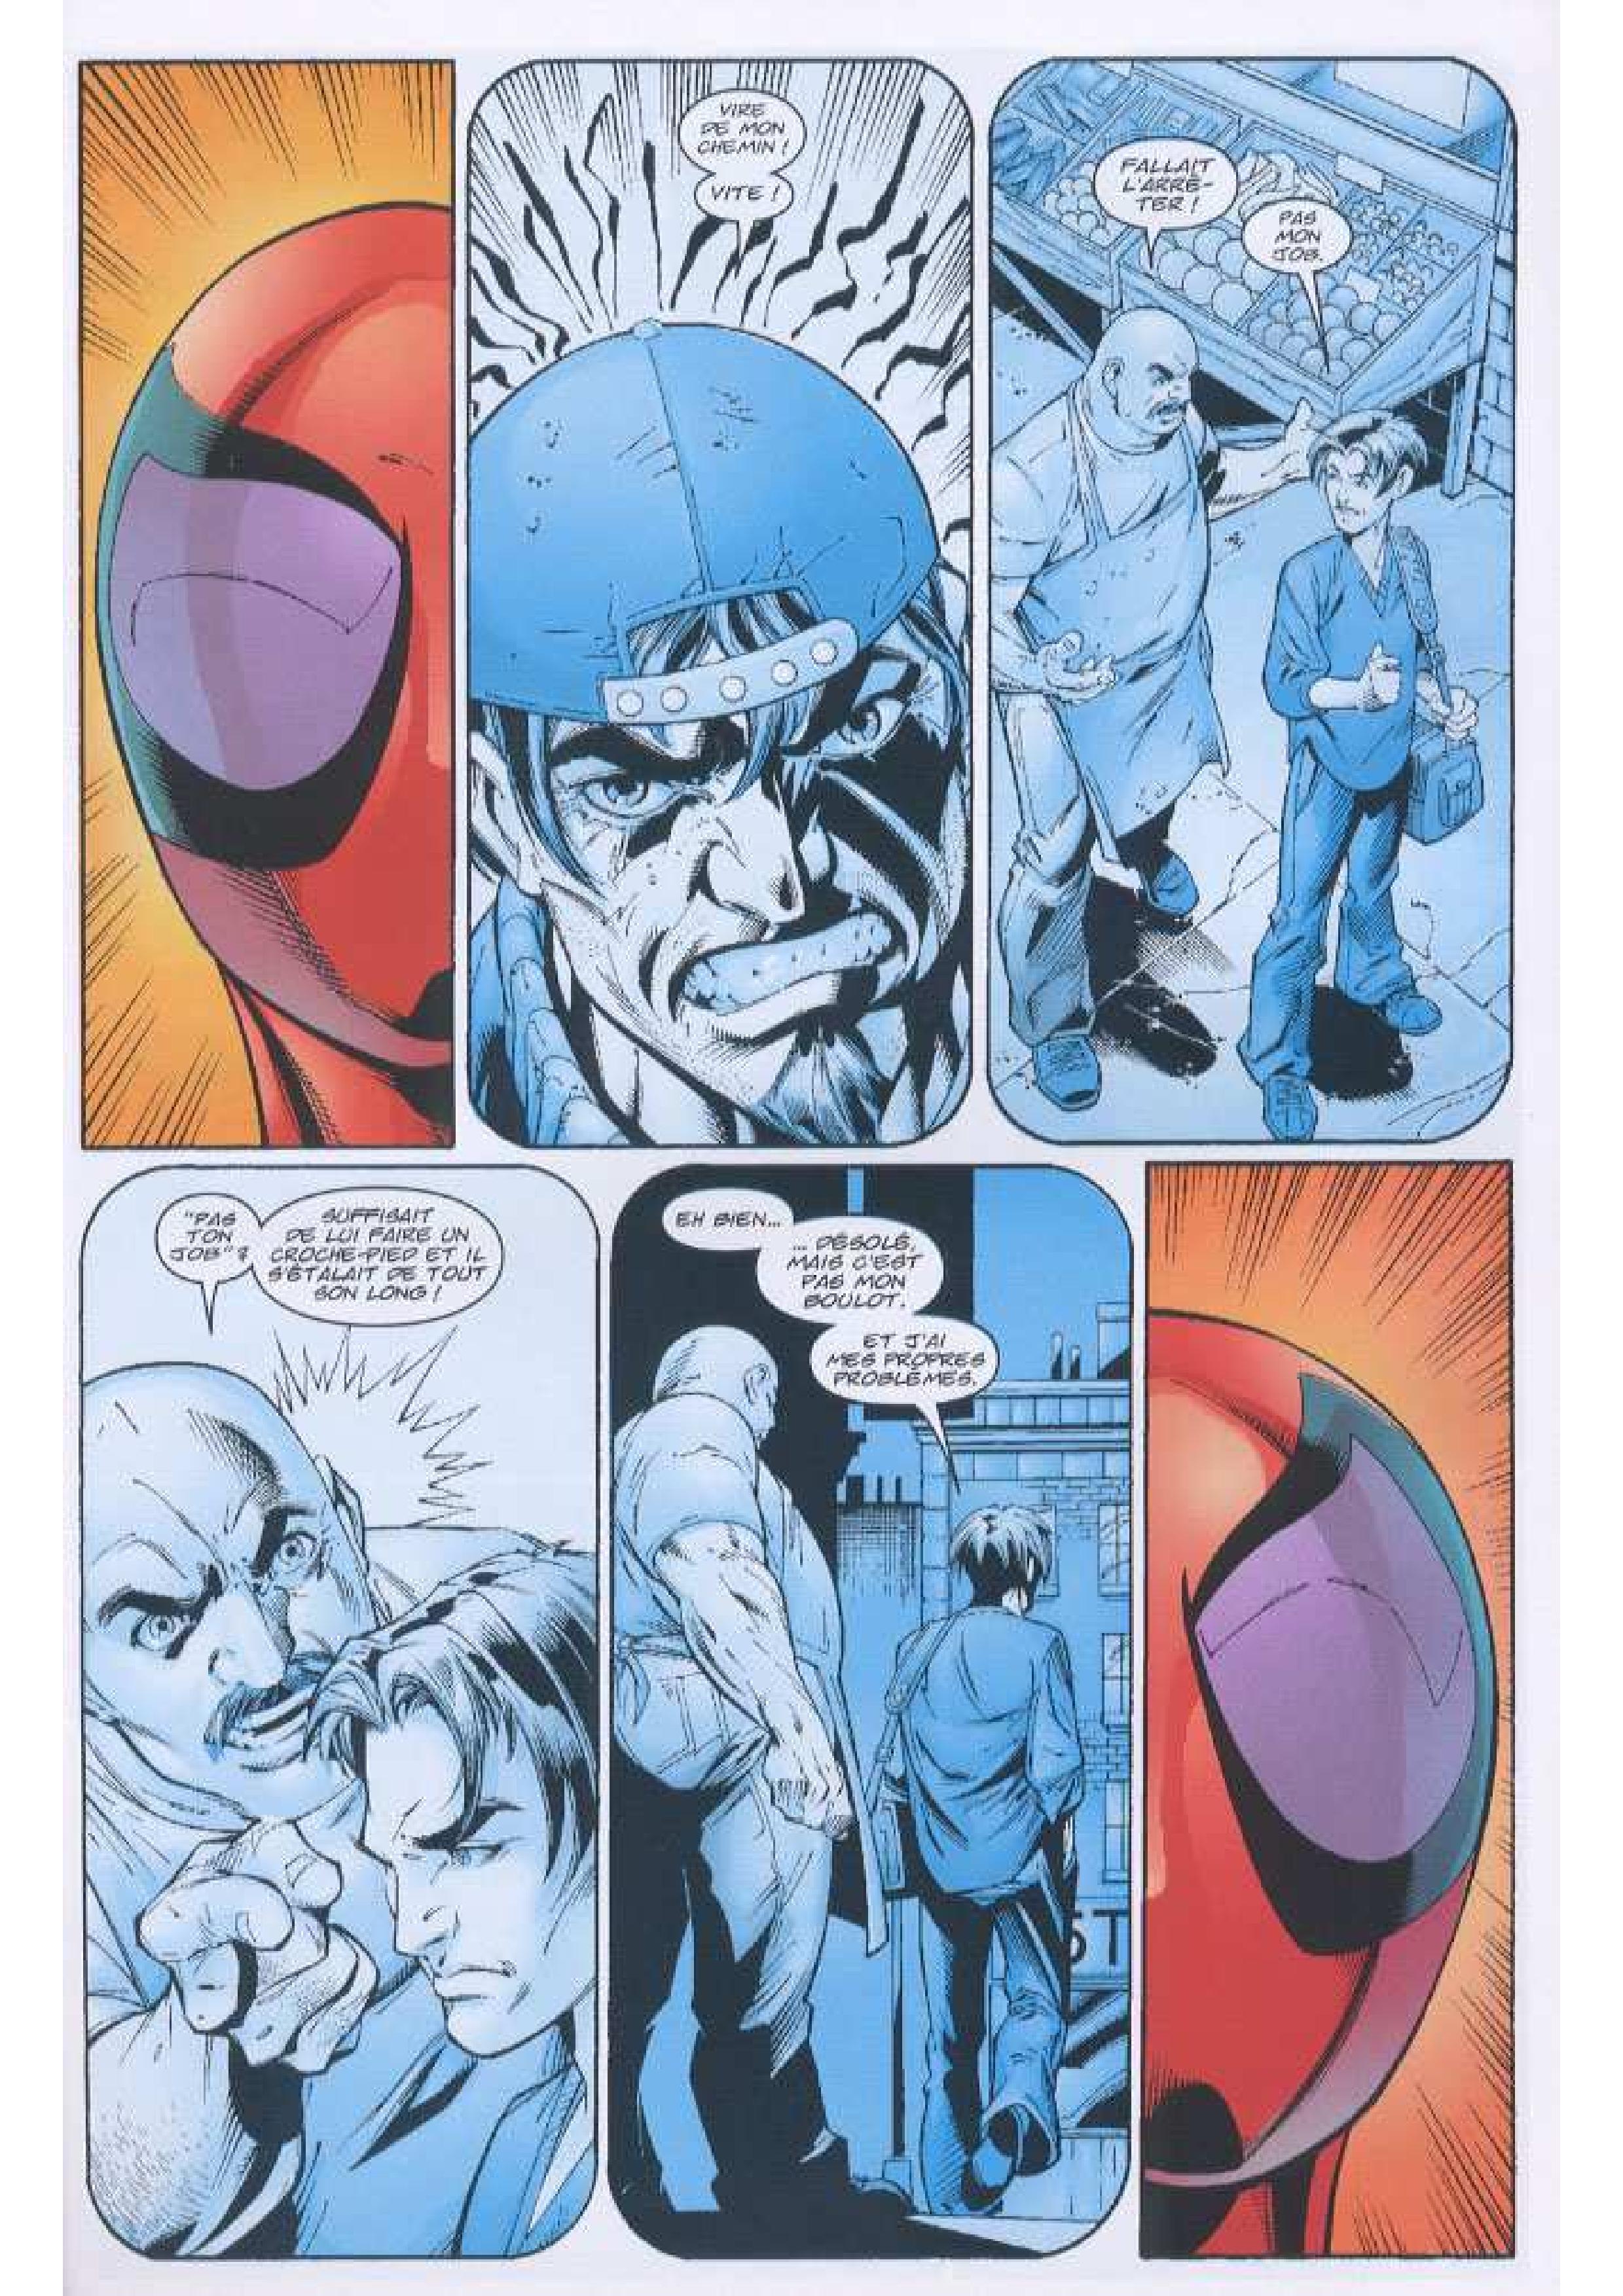 VIRE
DE MON
CHEMIN !
VITE !
FALLAIT
L'ARRÊ-
TER !
PAS
MON
JOB.
"PAS
TON
JOB" ?
SUFFISAIT
DE LUI FAIRE UN
CROCHE-PIED ET IL
S'ÉTALAIT DE TOUT
SON LONG !
EH BIEN...
... DÉSOLÉ,
MAIS C'EST
PAS MON
BOULOT.
ET J'AI
MES PROPRES
PROBLÈMES.
ST